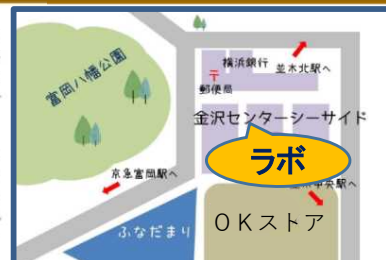 富岡八幡公園
横浜銀行
並木北駅へ
〒
郵便局
金沢センターシーサイド
ラボ
京急富岡駅へ
中央駅へ
ふなだまり
OKストア